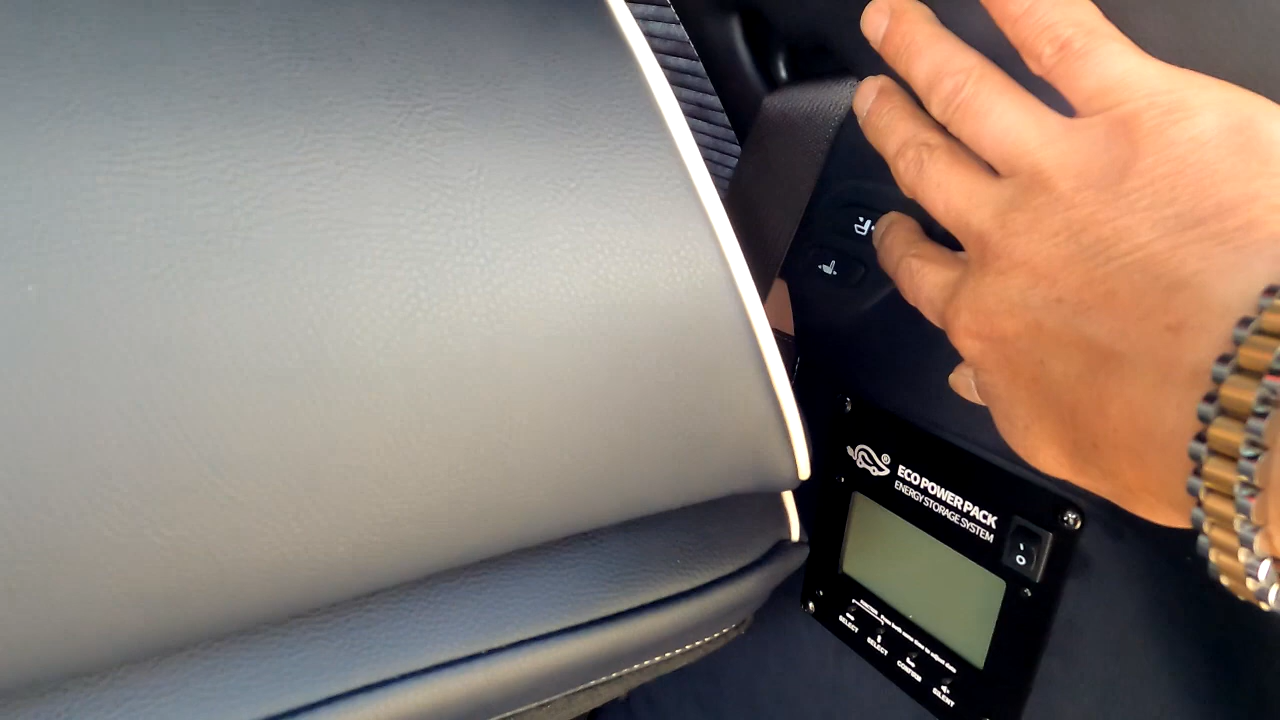 ®
ECO POWER PACK
ENERGY STORAGE SYSTEM
SELECT
SELECT
CONFIRM
SILENT